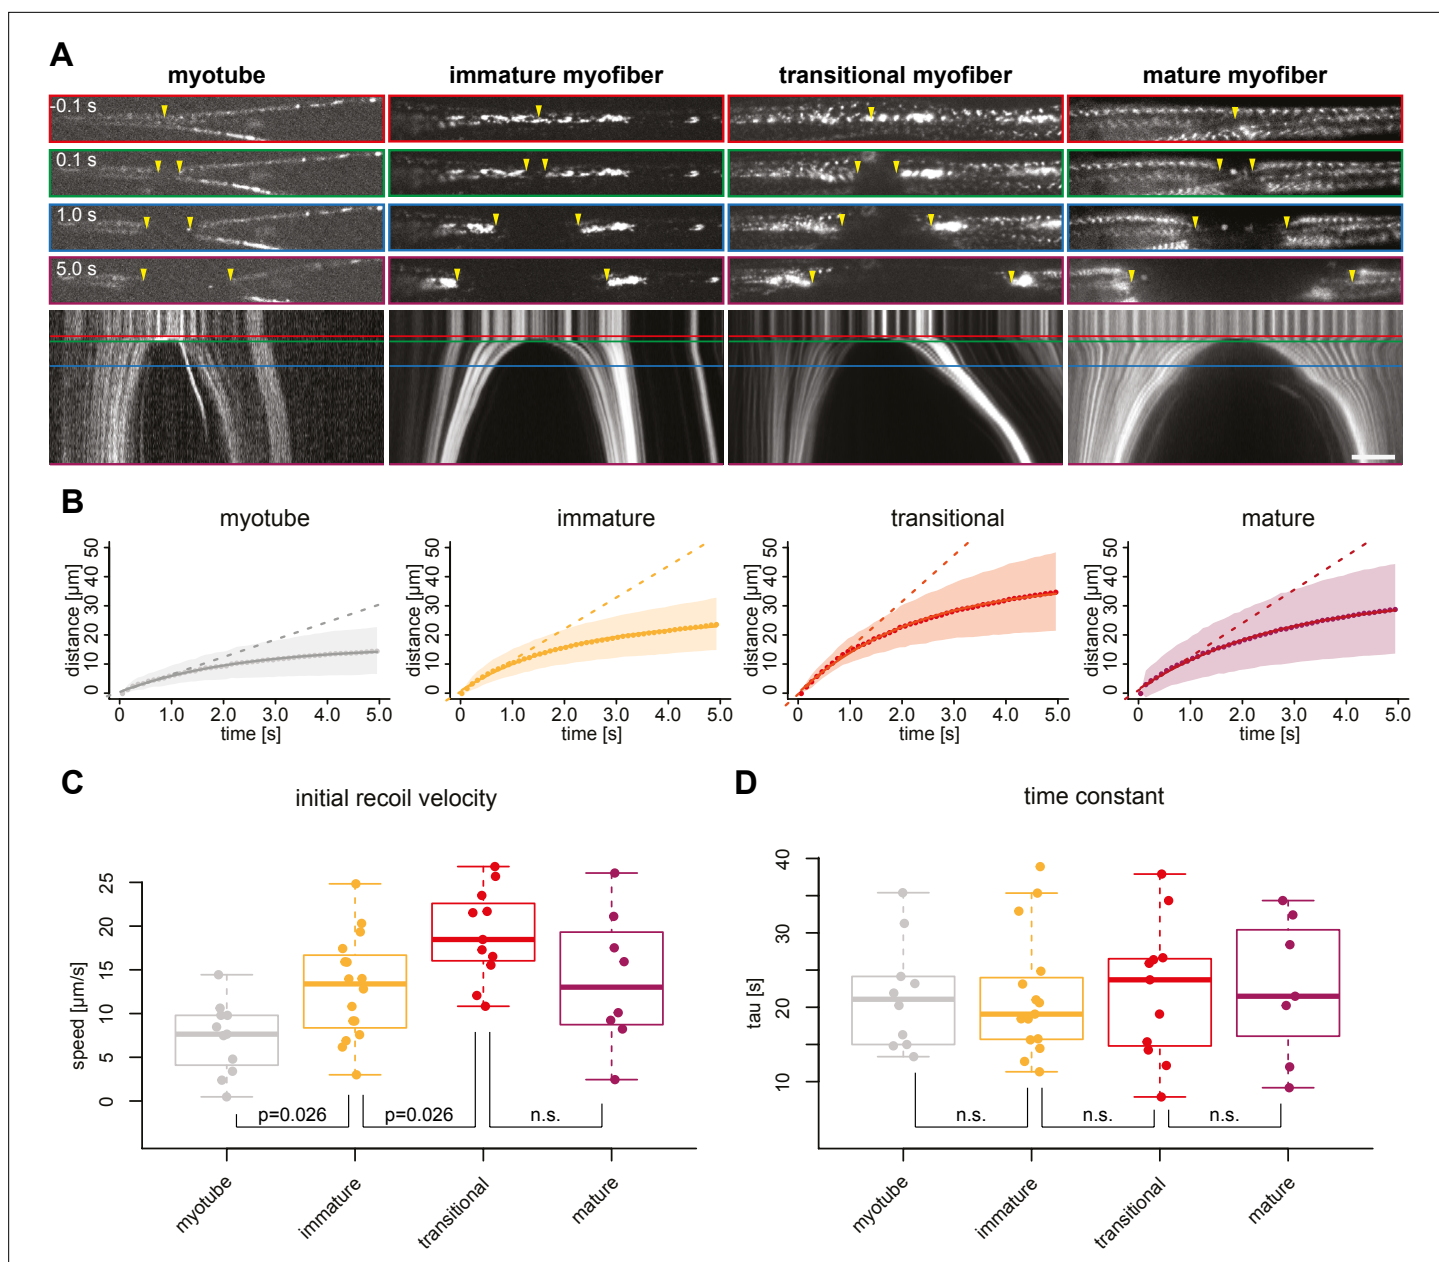 A
myotube immature myofiber transitional myofiber mature myofiber
-0.1 s
0.1 s
1.0 s
5.0 s
B
myotube immature transitional mature
distance [µm] 0 10 20 30 40 50
0 1.0 2.0 3.0 4.0 5.0
time [s]
distance [µm] 0 10 20 30 40 50
0 1.0 2.0 3.0 4.0 5.0
time [s]
distance [µm] 0 10 20 30 40 50
0 1.0 2.0 3.0 4.0 5.0
time [s]
distance [µm] 0 10 20 30 40 50
0 1.0 2.0 3.0 4.0 5.0
time [s]
C
initial recoil velocity
speed [µm/s]
0 5 10 15 20 25
p=0.026 p=0.026 n.s.
myotube immature transitional mature
D
time constant
tau [s]
10 20 30 40
n.s. n.s. n.s.
myotube immature transitional mature